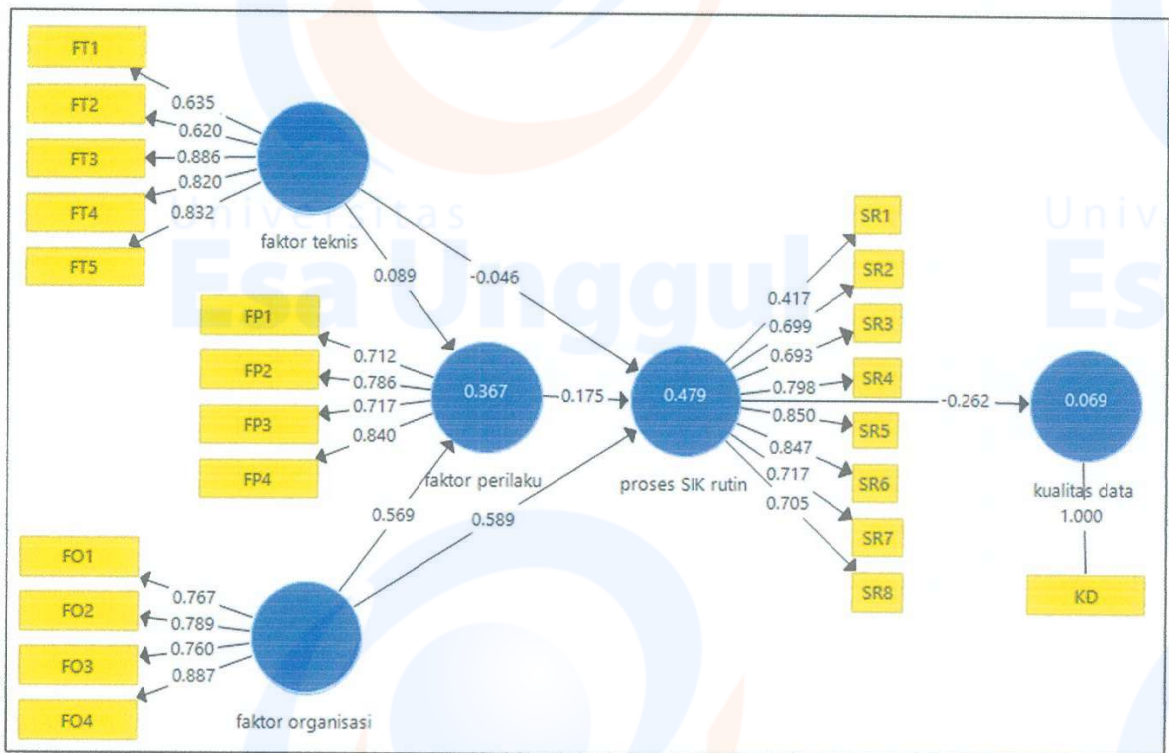 FT1
FT2
FT3
FT4
FT5
0.635
0.620
0.886
0.820
0.832
faktor teknis
0.089
-0.046
FP1
FP2
FP3
FP4
0.712
0.786
0.717
0.840
0.367
faktor perilaku
0.175
0.479
proses SIK rutin
0.569
0.589
FO1
FO2
FO3
FO4
0.767
0.789
0.760
0.887
faktor organisasi
SR1
SR2
SR3
SR4
SR5
SR6
SR7
SR8
0.417
0.699
0.693
0.798
0.850
0.847
0.717
0.705
-0.262
0.069
kualitas data
1.000
KD
Universitas
Esa Unggul
Univ
Es